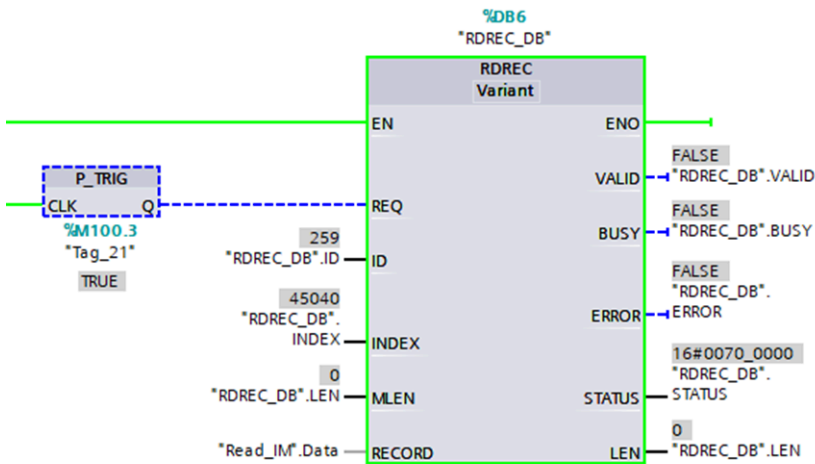 %DB6
"RDREC_DB"
RDREC
Variant
EN
ENO
P_TRIG
CLK
Q
%M100.3
"Tag_21"
TRUE
REQ
259
"RDREC_DB".ID
ID
45040
"RDREC_DB".
INDEX
INDEX
0
"RDREC_DB".LEN
MLEN
"Read_IM".Data
RECORD
VALID
FALSE
"RDREC_DB".VALID
BUSY
FALSE
"RDREC_DB".BUSY
ERROR
FALSE
"RDREC_DB".
ERROR
STATUS
16#0070_0000
"RDREC_DB".
STATUS
LEN
0
"RDREC_DB".LEN